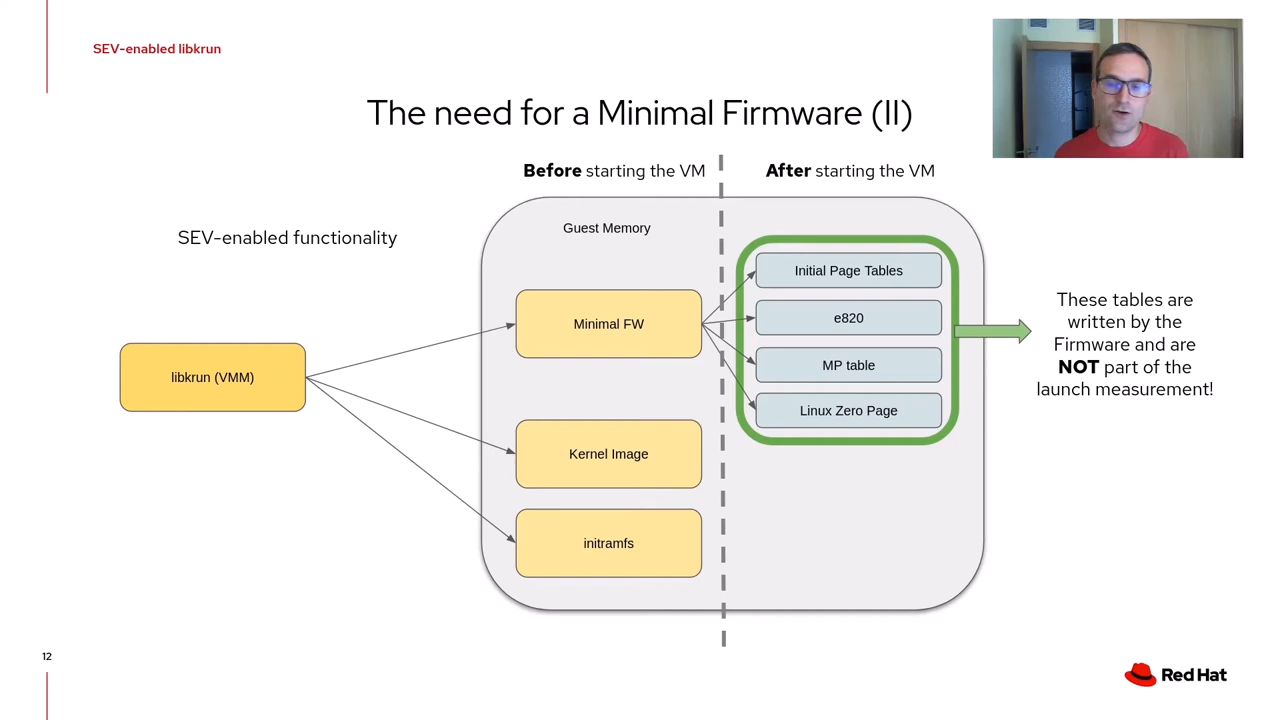 SEV-enabled libkrun
The need for a Minimal Firmware (II)
Before starting the VM
After starting the VM
SEV-enabled functionality
Guest Memory
libkrun (VMM)
Minimal FW
Kernel Image
initramfs
Initial Page Tables
e820
MP table
Linux Zero Page
These tables are
written by the
Firmware and are
NOT part of the
launch measurement!
12
Red Hat